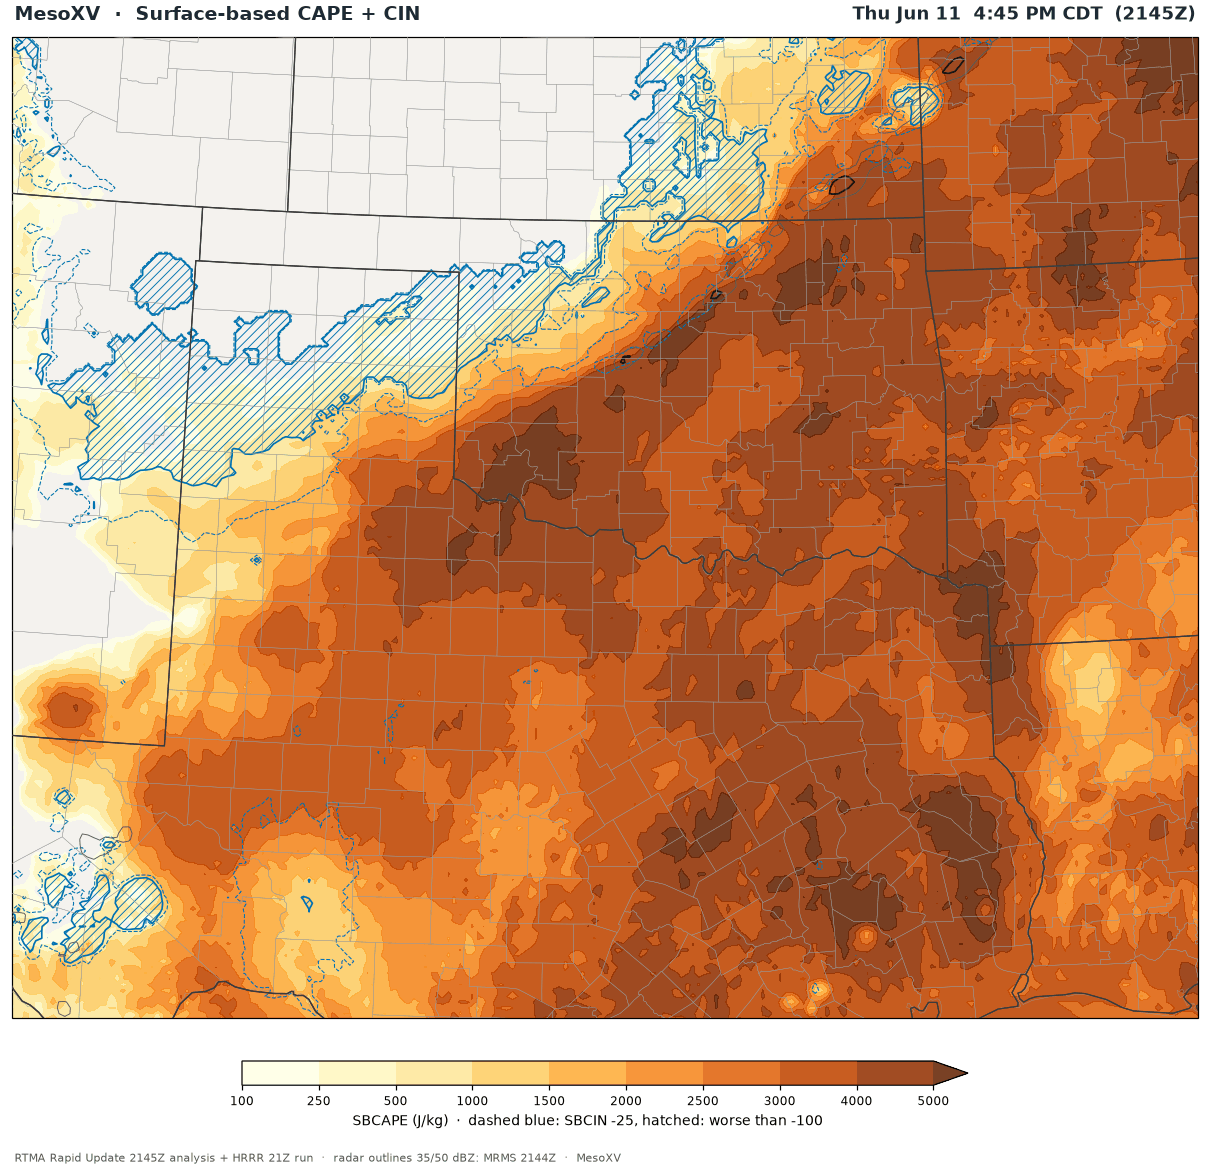 MesoXV · Surface-based CAPE + CIN
Thu Jun 11 4:45 PM CDT (2145Z)
100 250 500 1000 1500 2000 2500 3000 4000 5000
SBCAPE (J/kg) · dashed blue: SBCIN -25, hatched: worse than -100
RTMA Rapid Update 2145Z analysis + HRRR 21Z run · radar outlines 35/50 dBZ: MRMS 2144Z · MesoXV